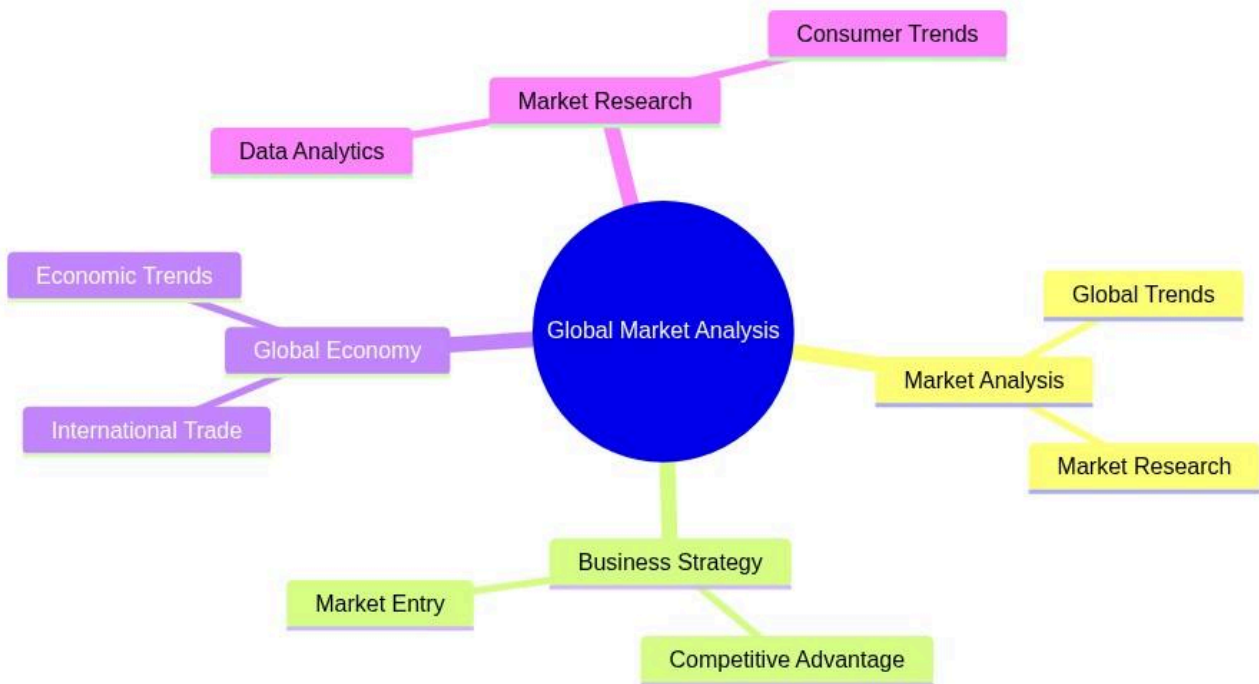 Consumer Trends
Market Research
Data Analytics
Economic Trends
Global Economy
International Trade
Global Market Analysis
Global Trends
Market Analysis
Market Research
Business Strategy
Market Entry
Competitive Advantage